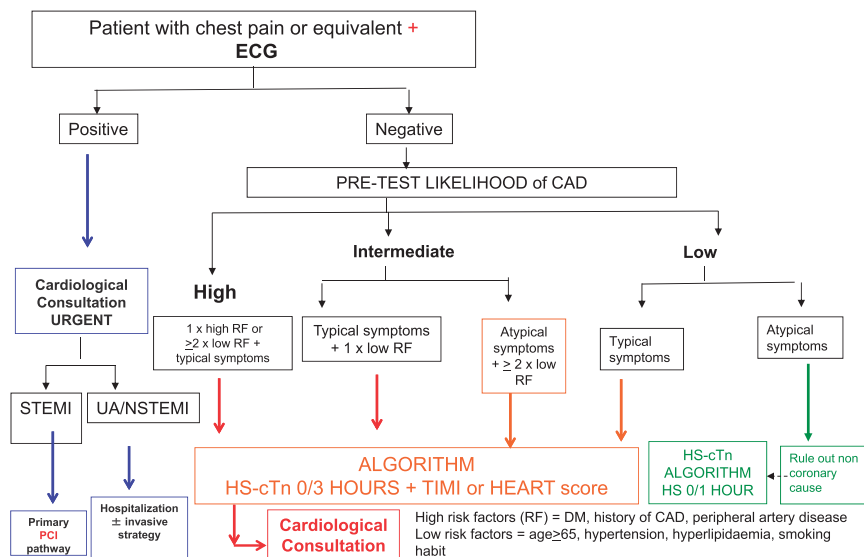 Patient with chest pain or equivalent +
ECG
Positive
Negative
PRE-TEST LIKELIHOOD of CAD
Intermediate
Low
High
Cardiological
Consultation
URGENT
1 x high RF or
≥2 x low RF +
typical symptoms
Typical symptoms
+ 1 x low RF
Atypical
symptoms
+ ≥ 2 x low
RF
Typical
symptoms
Atypical
symptoms
STEMI
UA/NSTEMI
ALGORITHM
HS-cTn 0/3 HOURS + TIMI or HEART score
HS-cTn
ALGORITHM
HS 0/1 HOUR
Rule out non
coronary
cause
Primary
PCI
pathway
Hospitalization
± invasive
strategy
Cardiological
Consultation
High risk factors (RF) = DM, history of CAD, peripheral artery disease
Low risk factors = age≥65, hypertension, hyperlipidaemia, smoking
habit